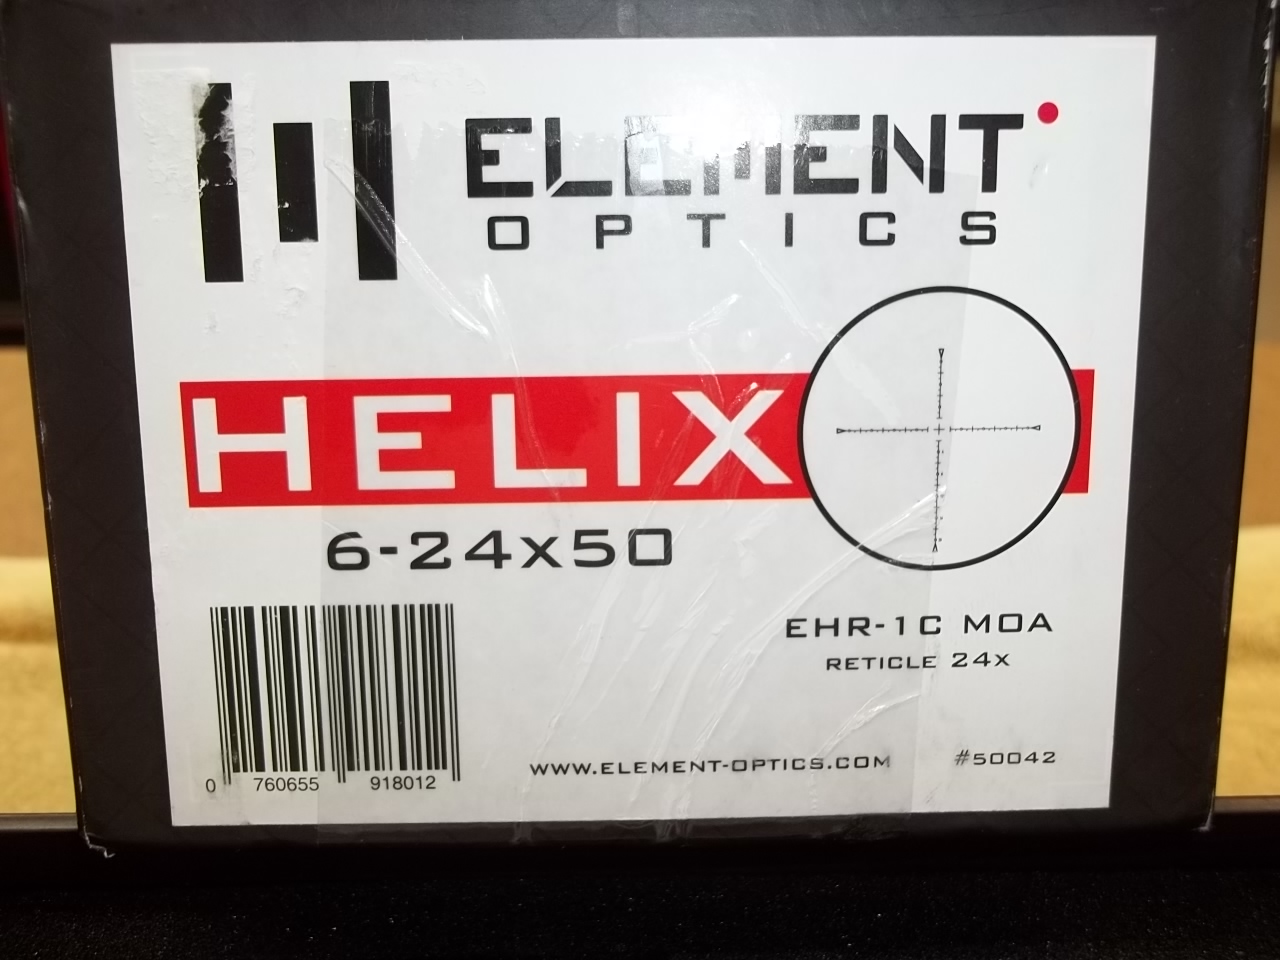 ELEMENT
OPTICS
HELIX
6-24x50
EHR-1C MOA
RETICLE 24X
0 760655 918012
WWW.ELEMENT-OPTICS.COM
#50042